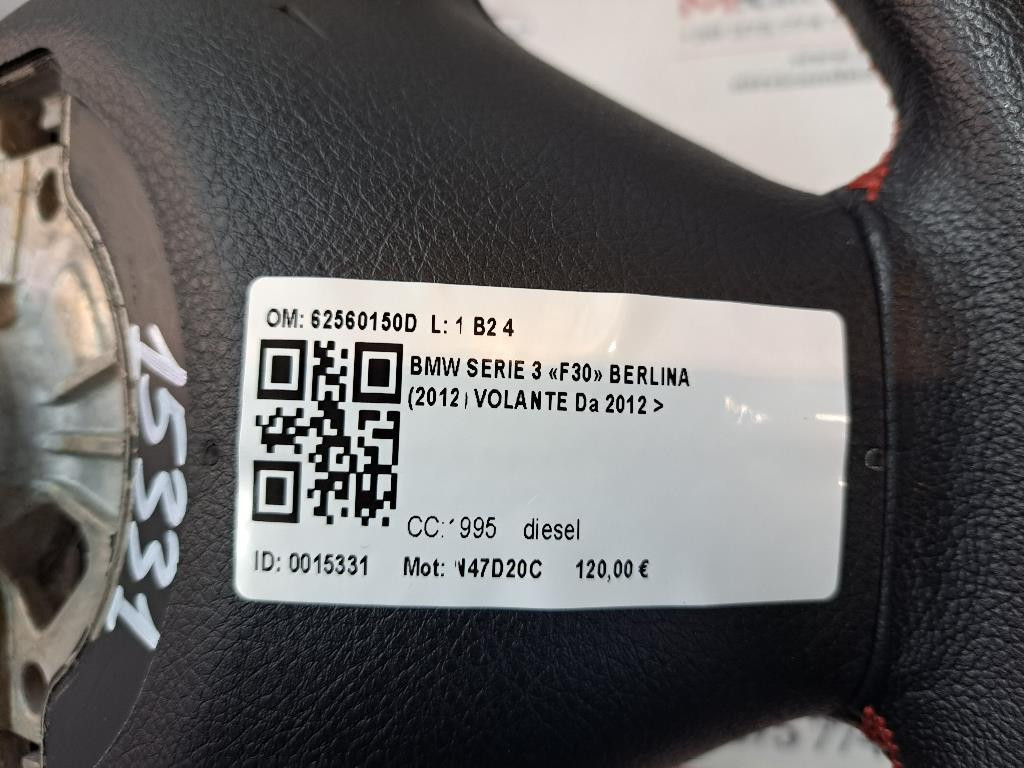 OM: 62560150D L: 1 B2 4
BMW SERIE 3 «F30» BERLINA
(2012) VOLANTE Da 2012 >
CC: 1995 diesel
ID: 0015331 Mot: N47D20C 120,00 €
15331